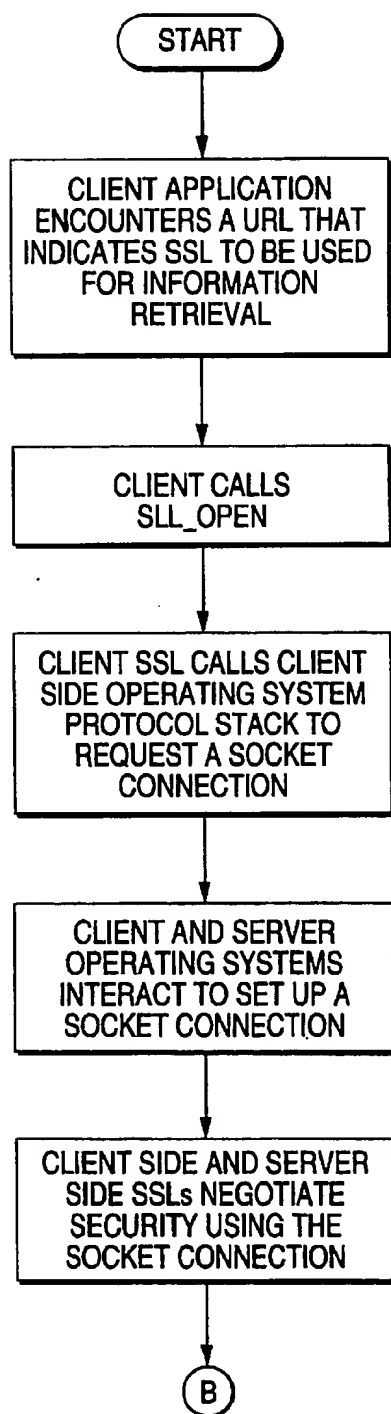 START
CLIENT APPLICATION
ENCOUNTERS A URL THAT
INDICATES SSL TO BE USED
FOR INFORMATION
RETRIEVAL
CLIENT CALLS
SLL_OPEN
CLIENT SSL CALLS CLIENT
SIDE OPERATING SYSTEM
PROTOCOL STACK TO
REQUEST A SOCKET
CONNECTION
CLIENT AND SERVER
OPERATING SYSTEMS
INTERACT TO SET UP A
SOCKET CONNECTION
CLIENT SIDE AND SERVER
SIDE SSLs NEGOTIATE
SECURITY USING THE
SOCKET CONNECTION
B